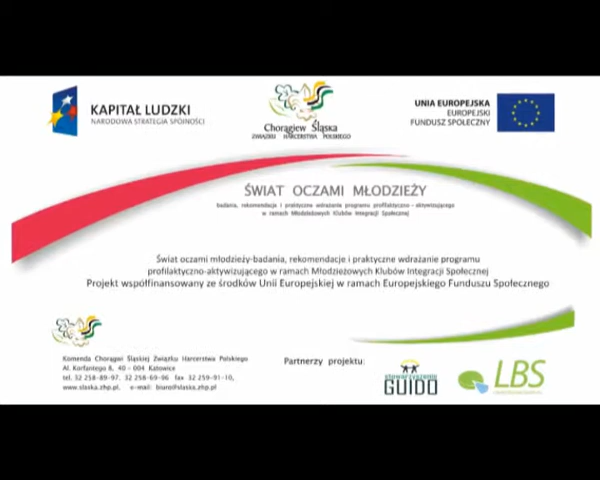 KAPITAŁ LUDZKI
NARODOWA STRATEGIA SPÓJNOŚCI
Chorągiew Śląska
ZWIĄZKU HARCERSTWA POLSKIEGO
UNIA EUROPEJSKA
EUROPEJSKI
FUNDUSZ SPOŁECZNY
ŚWIAT OCZAMI MŁODZIEŻY
badania, rekomendacje i praktyczne wdrażanie programu profilaktyczno - aktywizującego
w ramach Młodzieżowych Klubów Integracji Społecznej
Świat oczami młodzieży-badania, rekomendacje i praktyczne wdrażanie programu
profilaktyczno-aktywizującego w ramach Młodzieżowych Klubów Integracji Społecznej
Projekt współfinansowany ze środków Unii Europejskiej w ramach Europejskiego Funduszu Społecznego
Komenda Chorągwi Śląskiej Związku Harcerstwa Polskiego
Al. Korfantego 8, 40 - 004 Katowice
tel. 32 258-89-97, 32 258-69-96 fax 32 259-91-10,
www.slaska.zhp.pl, e-mail: biuro@slaska.zhp.pl
Partnerzy projektu:
stowarzyszenie
GUIDO
LBS